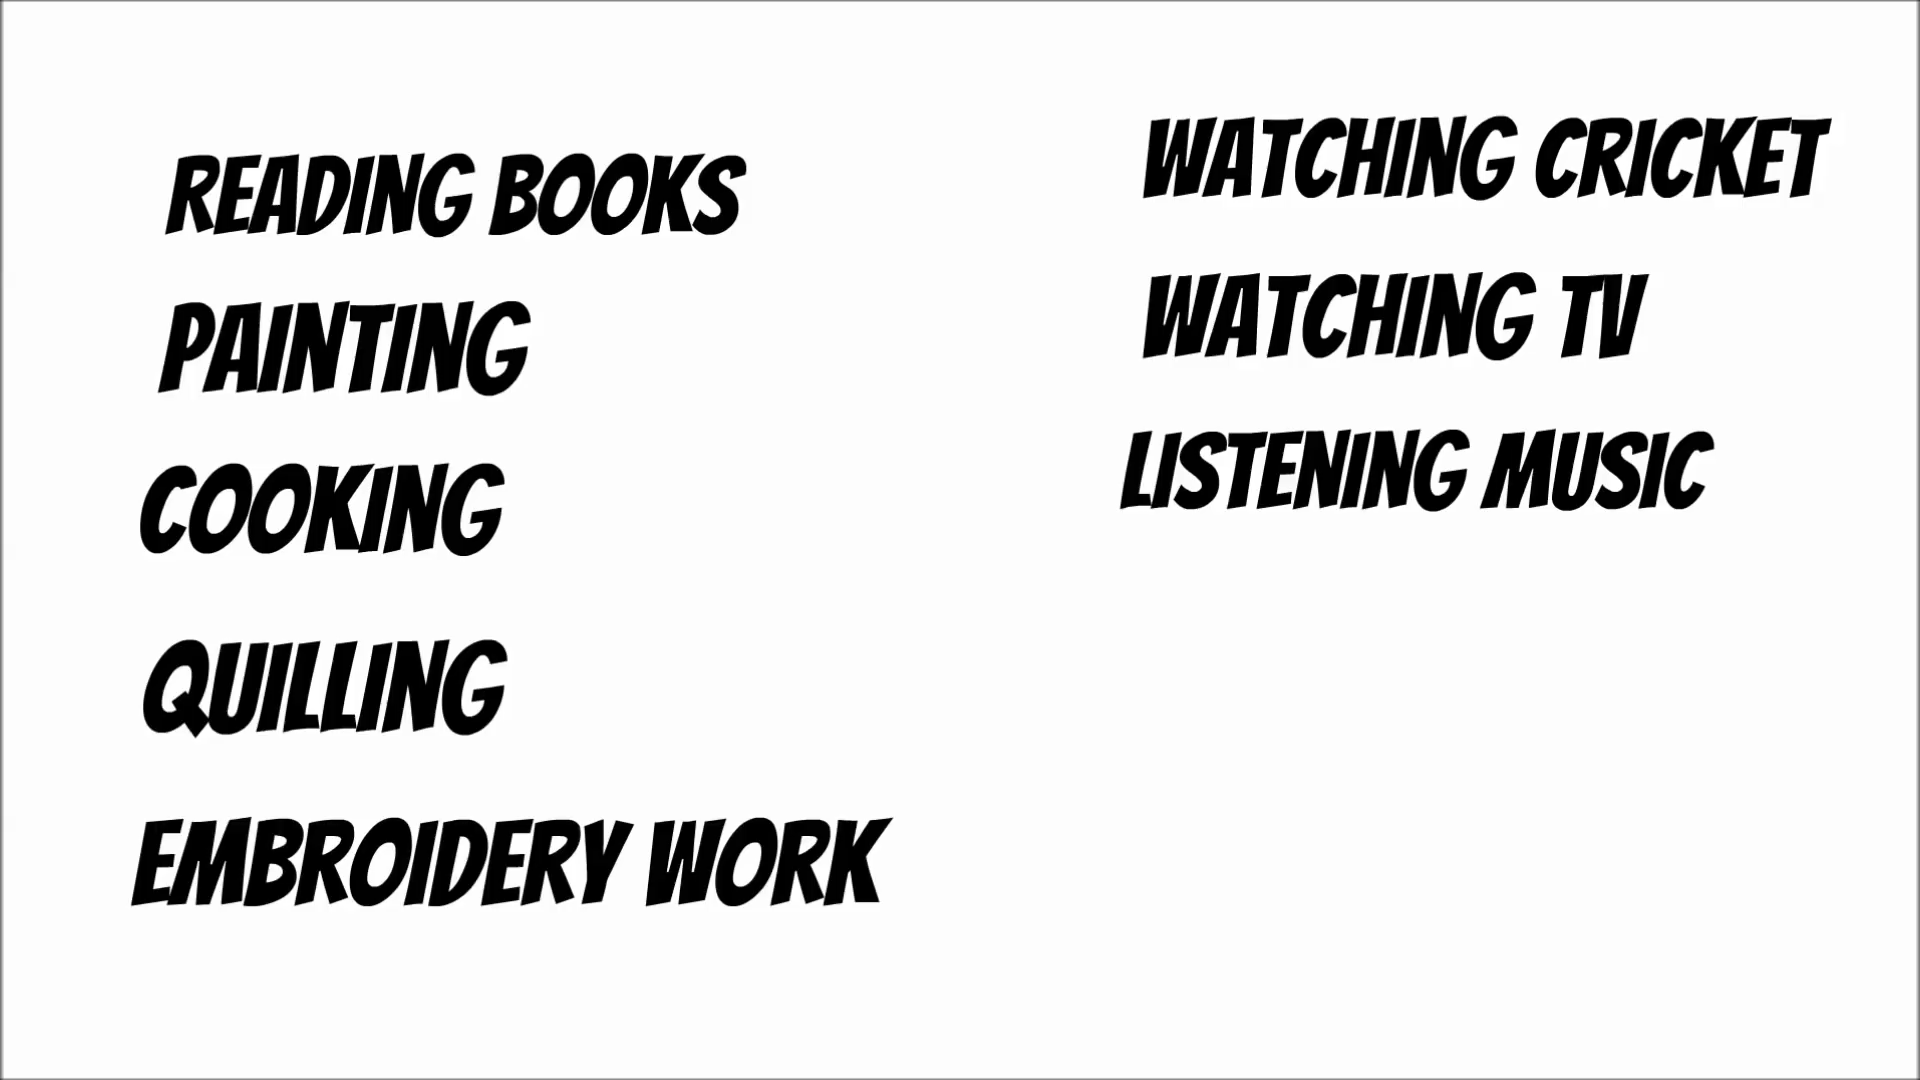 READING BOOKS
PAINTING
COOKING
QUILLING
EMBROIDERY WORK
WATCHING CRICKET
WATCHING TV
LISTENING MUSIC